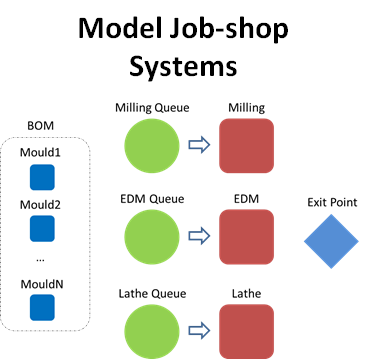 Model Job-shop
Systems
Milling Queue
Milling
BOM
Mould1
EDM Queue
EDM
Mould2
Exit Point
...
MouldN
Lathe Queue
Lathe